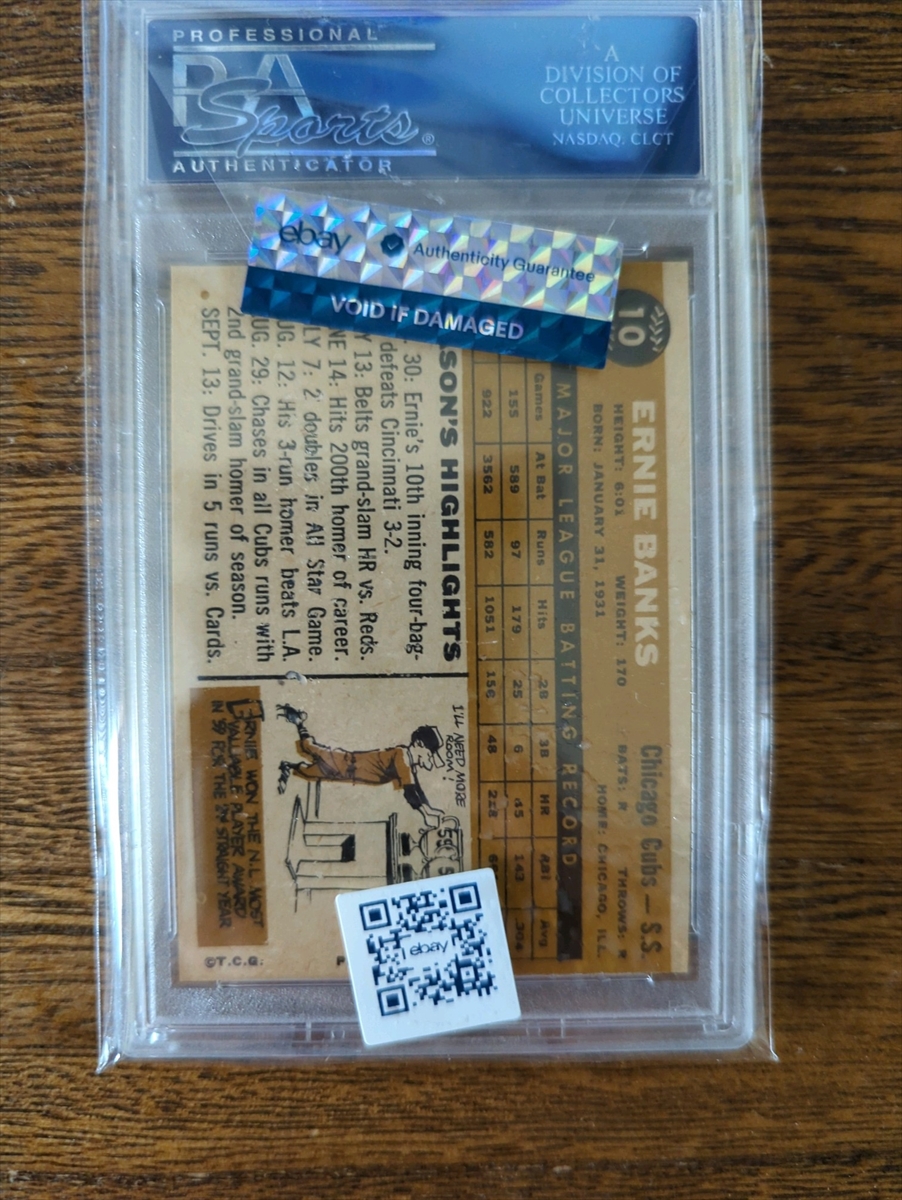 PROFESSIONAL
PSA
Sports®
AUTHENTICATOR
A
DIVISION OF
COLLECTORS
UNIVERSE
NASDAQ: CLCT
ebay Authenticity Guarantee
VOID IF DAMAGED
10
ERNIE BANKS
Chicago Cubs — S.S.
HEIGHT: 6:01 WEIGHT: 170 BATS: R THROWS: R
BORN: JANUARY 31, 1931 HOME: CHICAGO, ILL.
MAJOR LEAGUE BATTING RECORD
Games At Bat Runs Hits 2B 3B HR RBI Avg
155 589 97 179 25 6 45 143 .304
922 3562 582 1051 156 48 228
SON'S HIGHLIGHTS
30: Ernie's 10th inning four-bag-
defeats Cincinnati 3-2.
13: Belts grand-slam HR vs. Reds.
NE 14: Hits 200th homer of career.
LY 7: 2 doubles in All Star Game.
UG. 12: His 3-run homer beats L.A.
UG. 29: Chases in all Cubs runs with
2nd grand-slam homer of season.
SEPT. 13: Drives in 5 runs vs. Cards.
I'LL NEED MORE
ROOM!
59
ERNIE WON THE N.L. MOST
VALUABLE PLAYER AWARD
IN '59 FOR THE 2N STRAIGHT YEAR
©T.C.G.
P
ebay